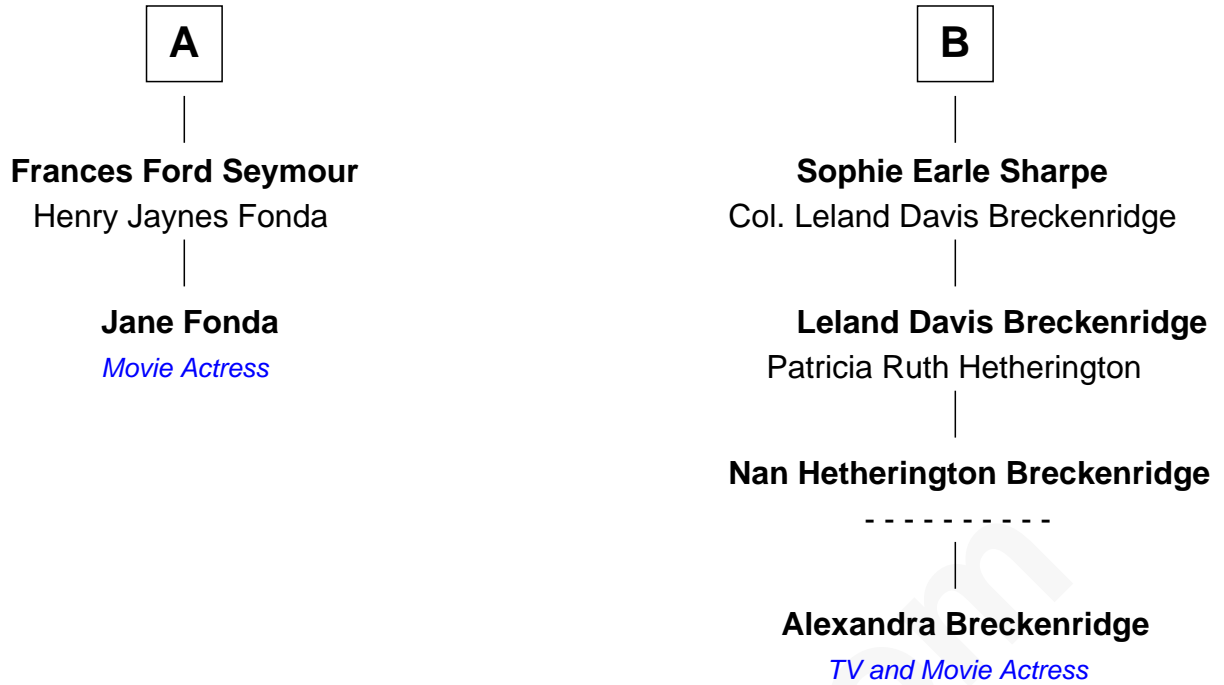 A
Frances Ford Seymour
Henry Jaynes Fonda
Jane Fonda
Movie Actress
B
Sophie Earle Sharpe
Col. Leland Davis Breckenridge
Leland Davis Breckenridge
Patricia Ruth Hetherington
Nan Hetherington Breckenridge
- - - - - - - - - -
Alexandra Breckenridge
TV and Movie Actress